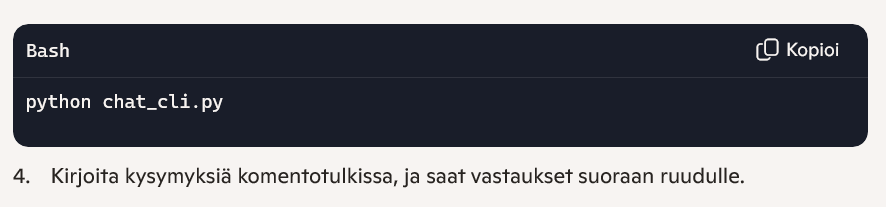 Bash
Kopioi
python chat_cli.py
4. Kirjoita kysymyksiä komentotulkissa, ja saat vastaukset suoraan ruudulle.